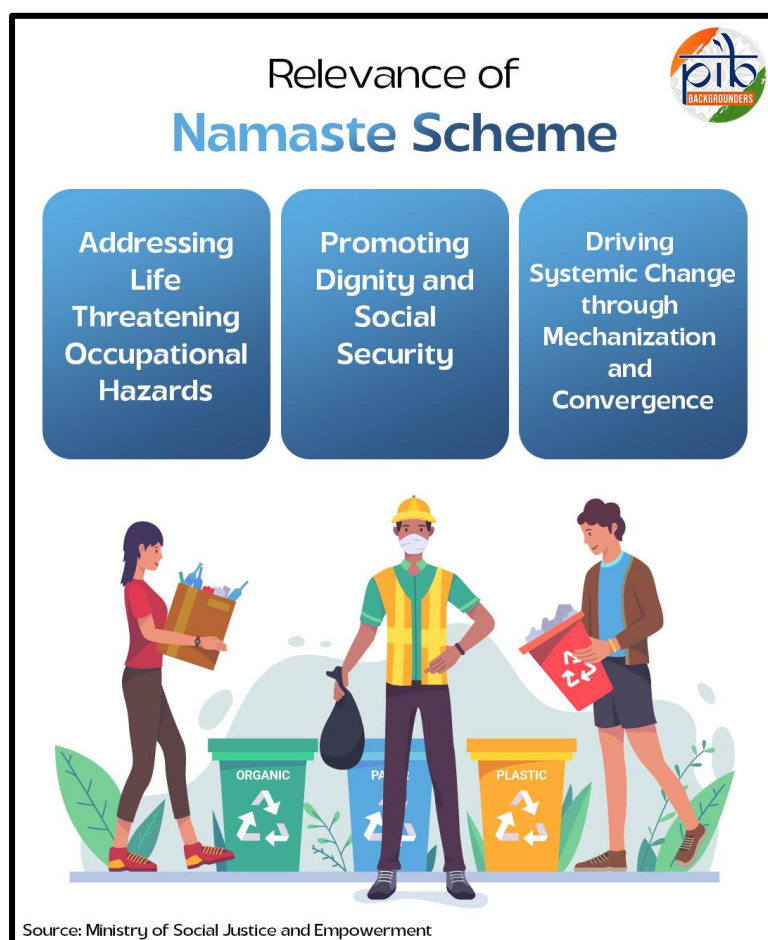 Relevance of
Namaste Scheme
pib
BACKGROUNDERS
Addressing
Life
Threatening
Occupational
Hazards
Promoting
Dignity and
Social
Security
Driving
Systemic Change
through
Mechanization
and
Convergence
ORGANIC
PLASTIC
Source: Ministry of Social Justice and Empowerment